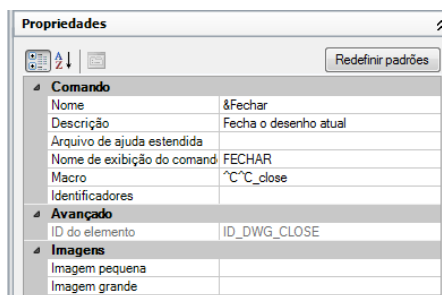 Propriedades
Redefinir padrões
Comando
Nome &Fechar
Descrição Fecha o desenho atual
Arquivo de ajuda estendida
Nome de exibição do comand FECHAR
Macro ^C^C_close
Identificadores
Avançado
ID do elemento ID_DWG_CLOSE
Imagens
Imagem pequena
Imagem grande